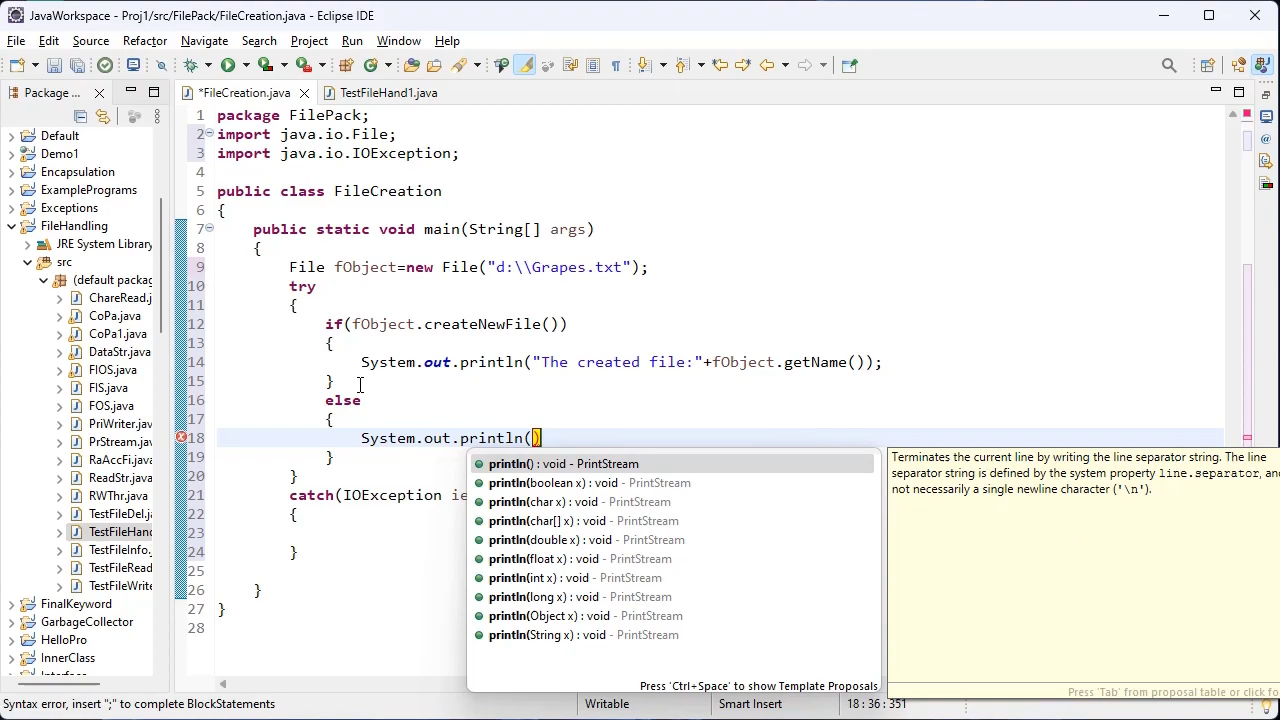 JavaWorkspace - Proj1/src/FilePack/FileCreation.java - Eclipse IDE
File Edit Source Refactor Navigate Search Project Run Window Help
Package ...
*FileCreation.java
TestFileHand1.java
Default
Demo1
Encapsulation
ExamplePrograms
Exceptions
FileHandling
JRE System Library
src
(default packag
ChareRead.j
CoPa.java
CoPa1.java
DataStr.java
FIOS.java
FIS.java
FOS.java
PriWriter.java
PrStream.java
RaAccFi.java
ReadStr.java
RWThr.java
TestFileDel.j
TestFileHand
TestFileInfo.
TestFileRead
TestFileWrite
FinalKeyword
GarbageCollector
HelloPro
InnerClass
1 package FilePack;
2 import java.io.File;
3 import java.io.IOException;
4
5 public class FileCreation
6 {
7 public static void main(String[] args)
8 {
9 File fObject=new File("d:\\Grapes.txt");
10 try
11 {
12 if(fObject.createNewFile())
13 {
14 System.out.println("The created file:"+fObject.getName());
15 }
16 else
17 {
18 System.out.println()
19 }
20 }
21 catch(IOException ie
22 {
23
24 }
25
26 }
27 }
28
println() : void - PrintStream
println(boolean x) : void - PrintStream
println(char x) : void - PrintStream
println(char[] x) : void - PrintStream
println(double x) : void - PrintStream
println(float x) : void - PrintStream
println(int x) : void - PrintStream
println(long x) : void - PrintStream
println(Object x) : void - PrintStream
println(String x) : void - PrintStream
Press 'Ctrl+Space' to show Template Proposals
Terminates the current line by writing the line separator string. The line
separator string is defined by the system property line.separator, and
not necessarily a single newline character ('\n').
Press 'Tab' from proposal table or click fo
Syntax error, insert ";" to complete BlockStatements
Writable
Smart Insert
18 : 36 : 351